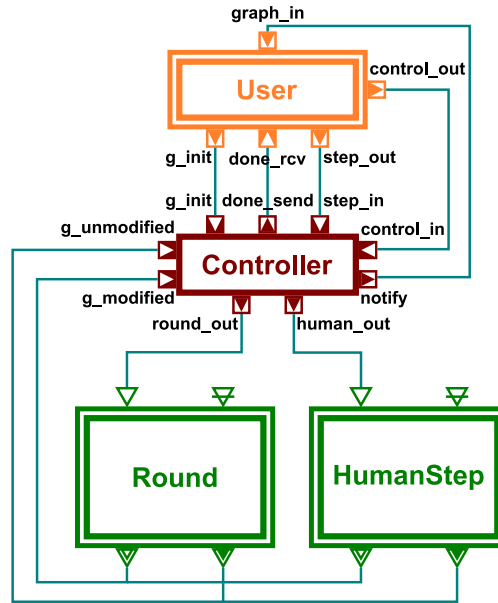 graph_in
User
control_out
g_init
done_rcv
step_out
g_init
done_send
step_in
g_unmodified
control_in
Controller
g_modified
notify
round_out
human_out
Round
HumanStep